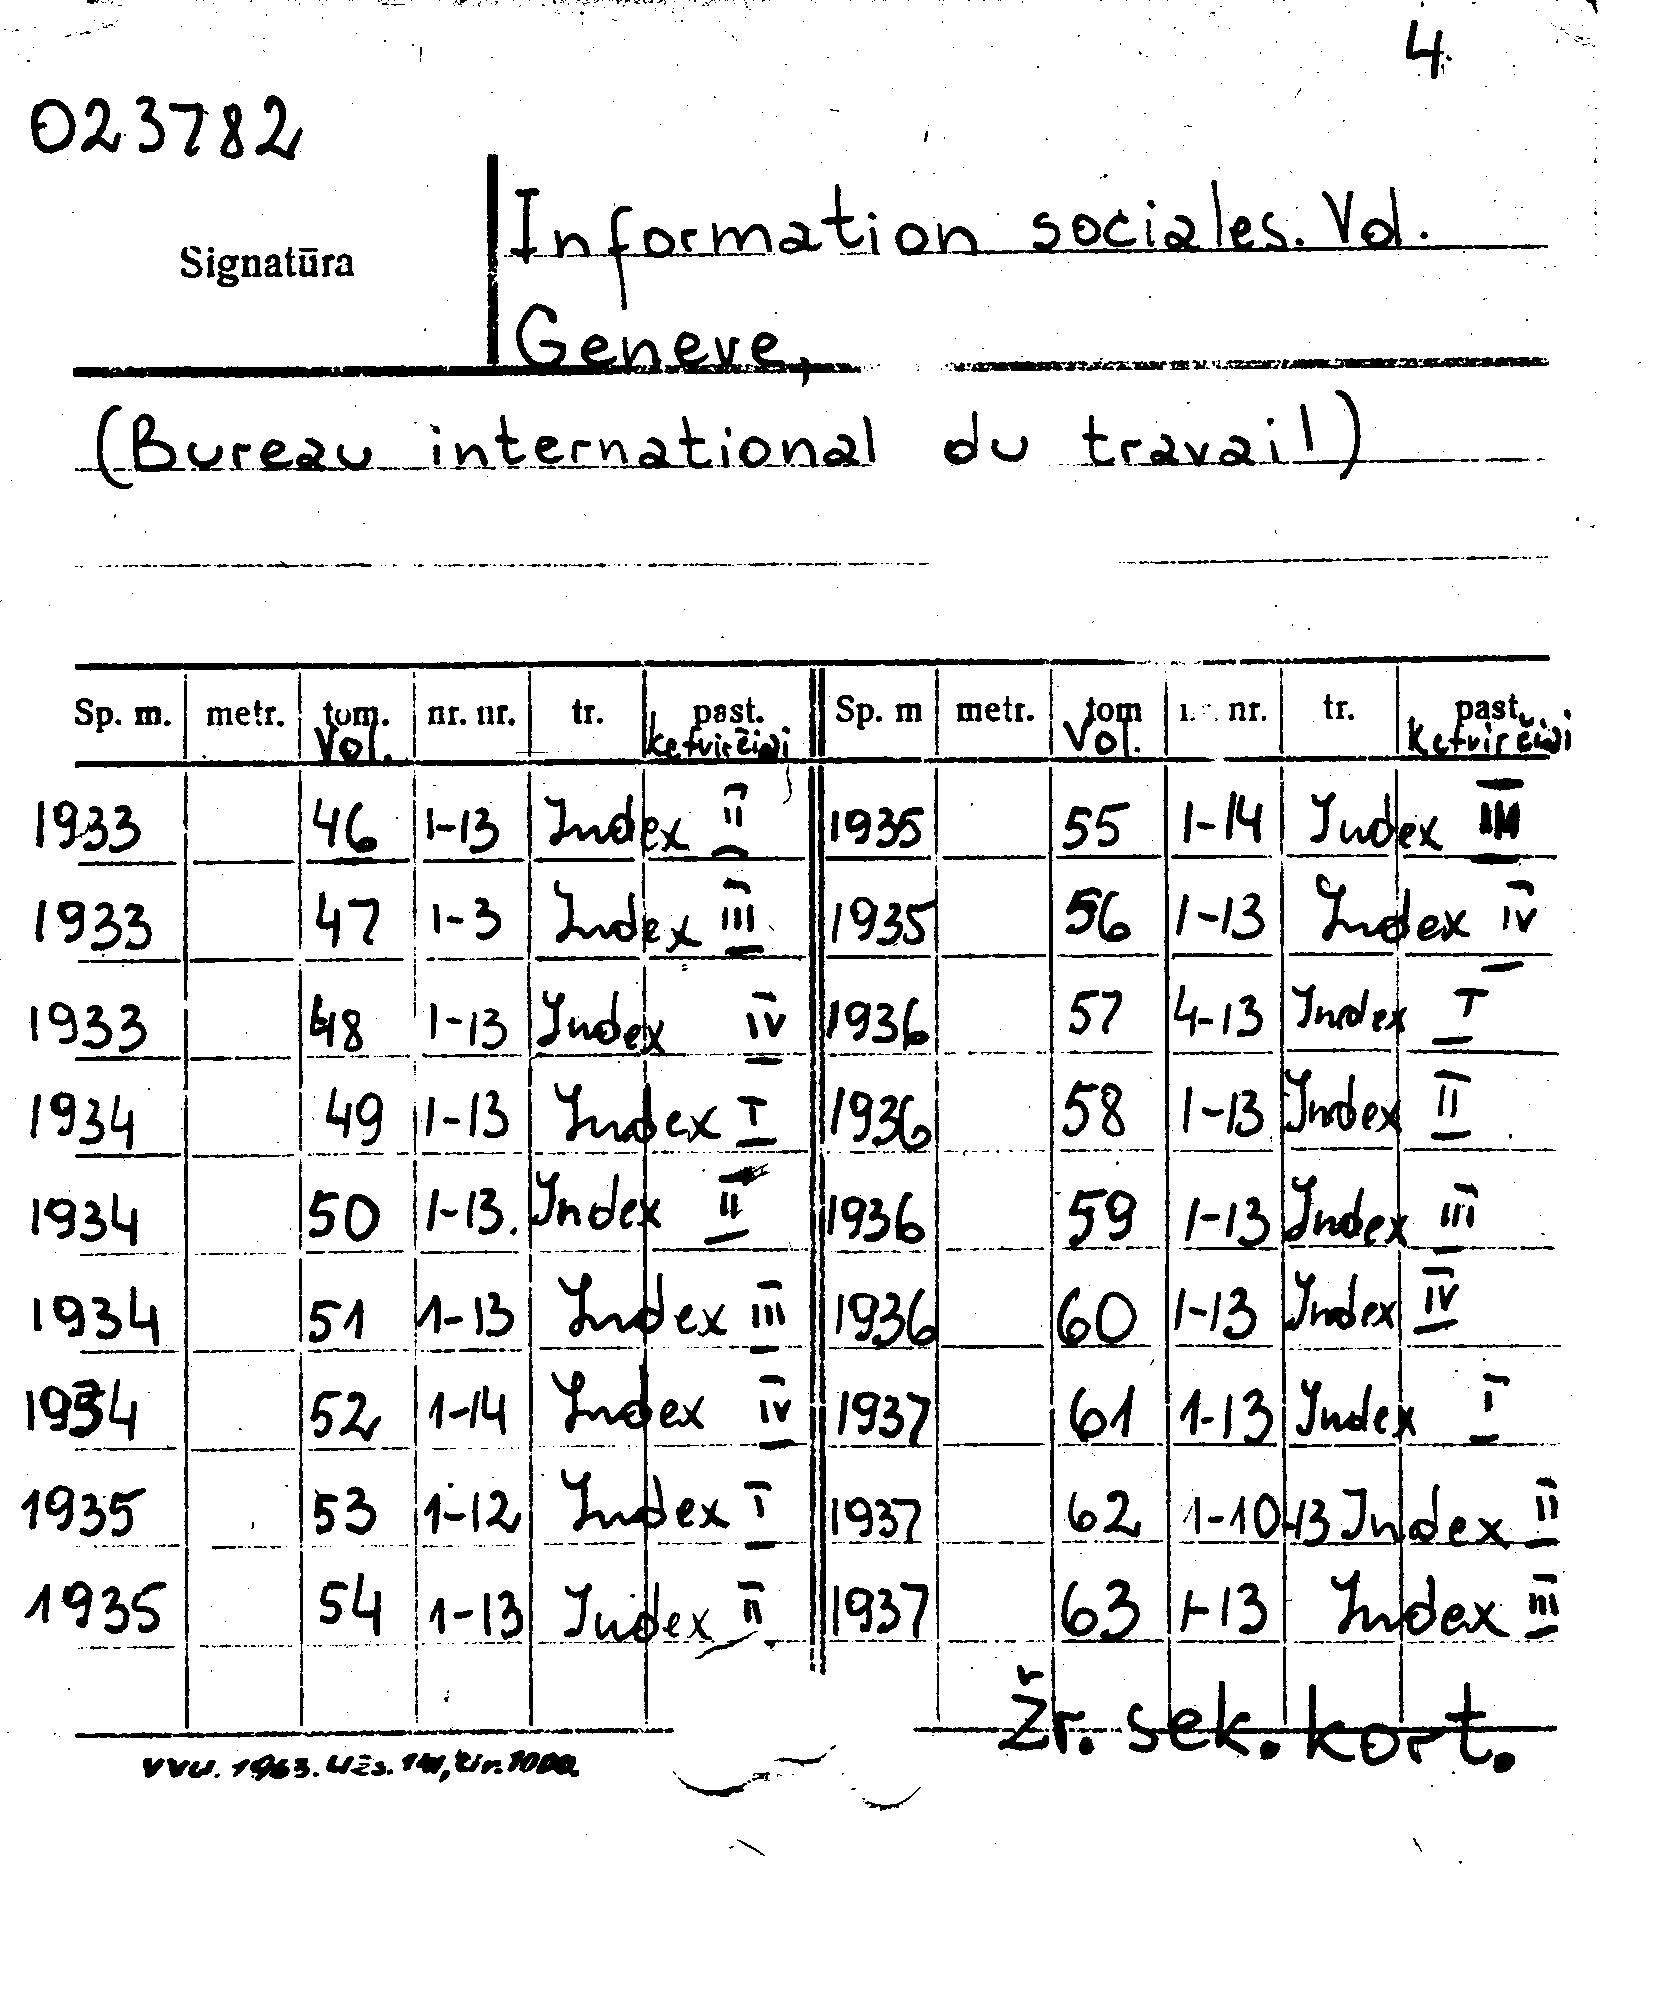 4
023782
Signatūra
Information sociales. Vol.
Geneve,
(Bureau international du travail)
Sp. m. metr. tom. nr. nr. tr. past. Sp. m metr. tom nr. tr. past.
Vol. Ketvirčiai Vol. Ketvirčiai
1933 46 1-13 Index II 1935 55 1-14 Index III
1933 47 1-3 Index III 1935 56 1-13 Index IV
1933 48 1-13 Index IV 1936 57 4-13 Index I
1934 49 1-13 Index I 1936 58 1-13 Index II
1934 50 1-13. Index II 1936 59 1-13 Index III
1934 51 1-13 Index III 1936 60 1-13 Index IV
1934 52 1-14 Index IV 1937 61 1-13 Index I
1935 53 1-12 Index I 1937 62 1-10 Index II
1935 54 1-13 Index II 1937 63 1-13 Index III
Žr. sek. kort.
VVU. 1963. Užs. tir. 1000.